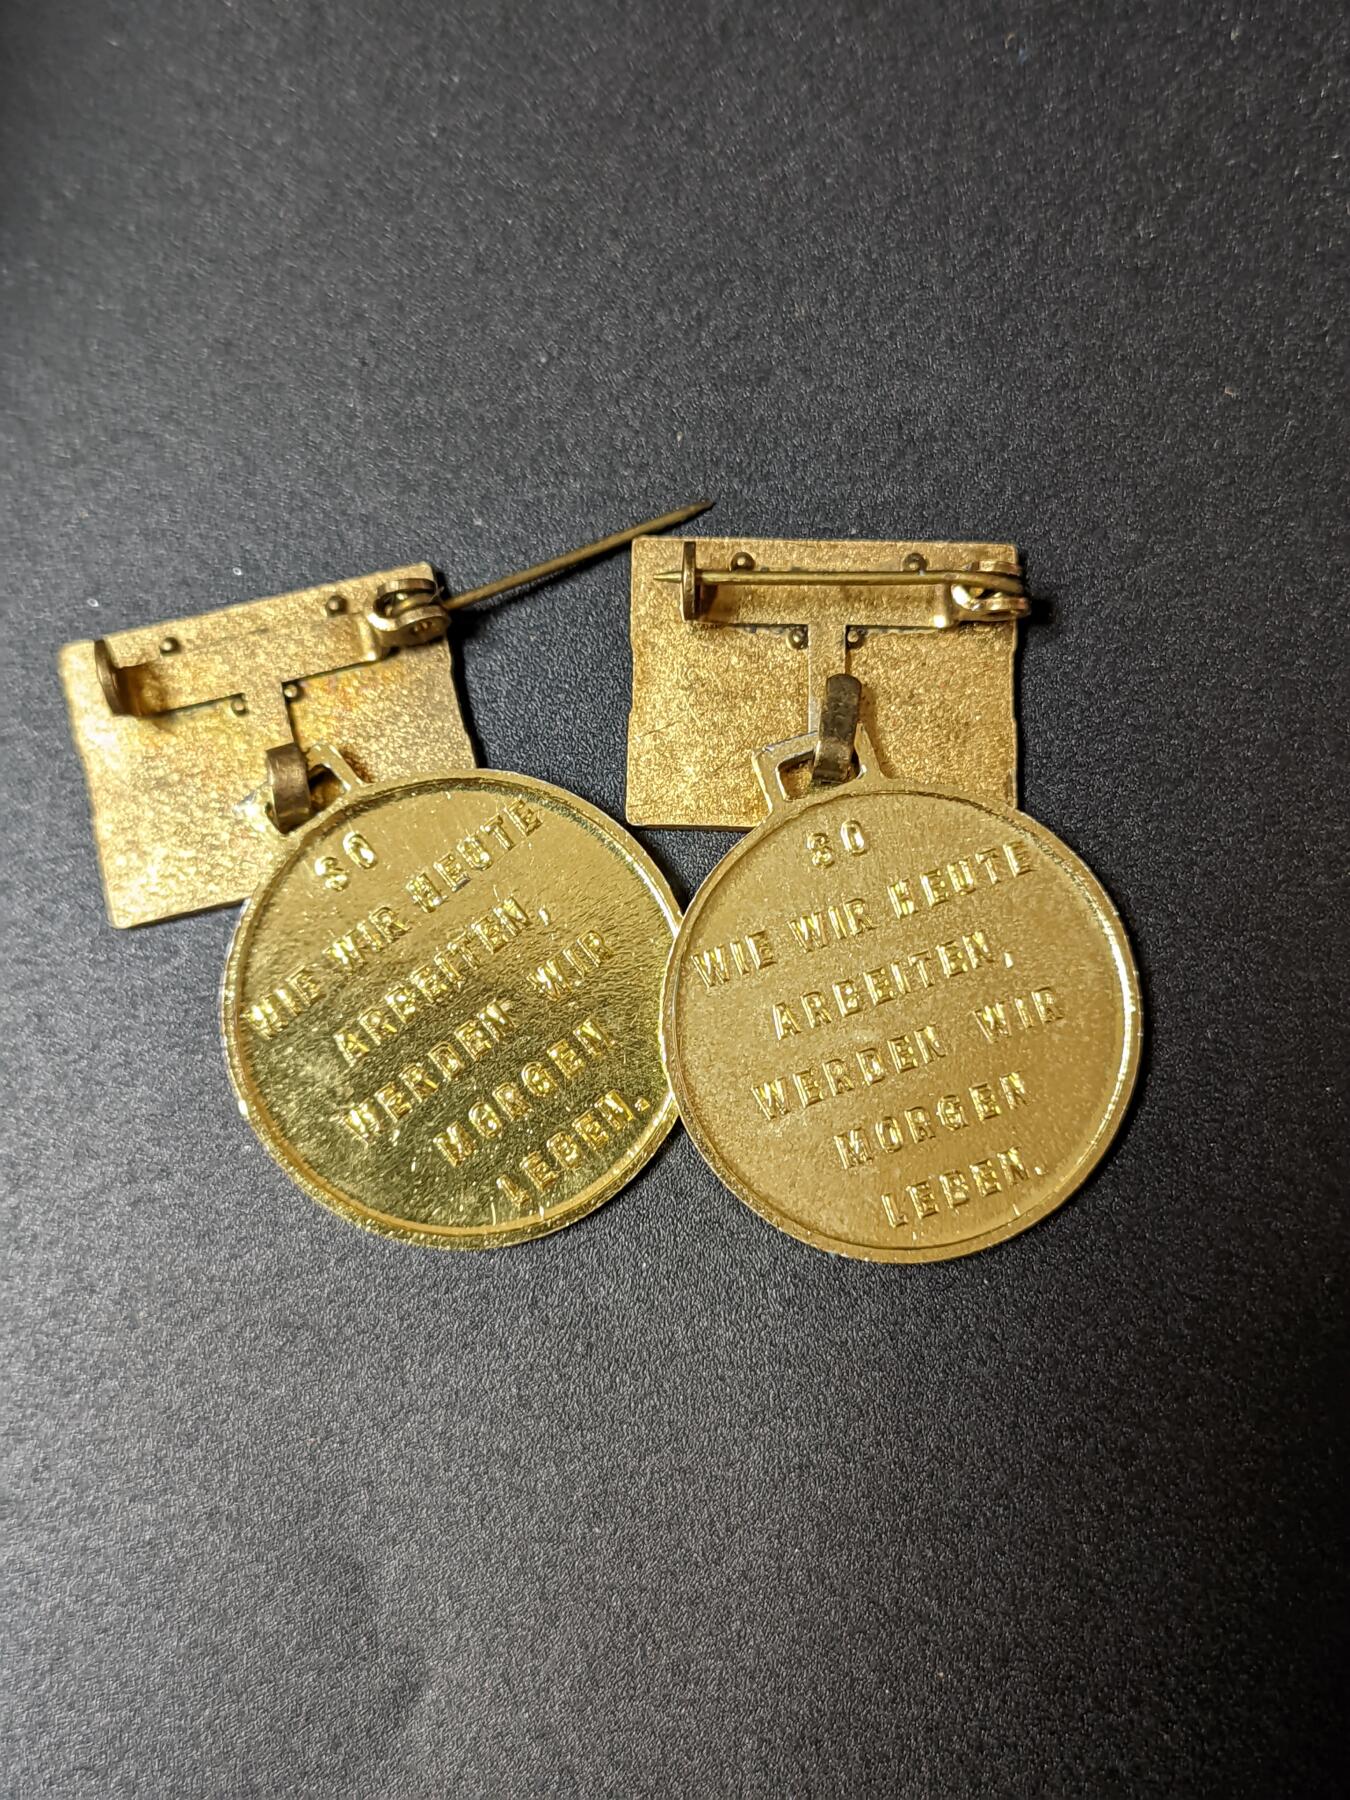 SO
WIE WIR HEUTE
ARBEITEN,
WERDEN WIR
MORGEN
LEBEN.
SO
WIE WIR HEUTE
ARBEITEN,
WERDEN WIR
MORGEN
LEBEN.